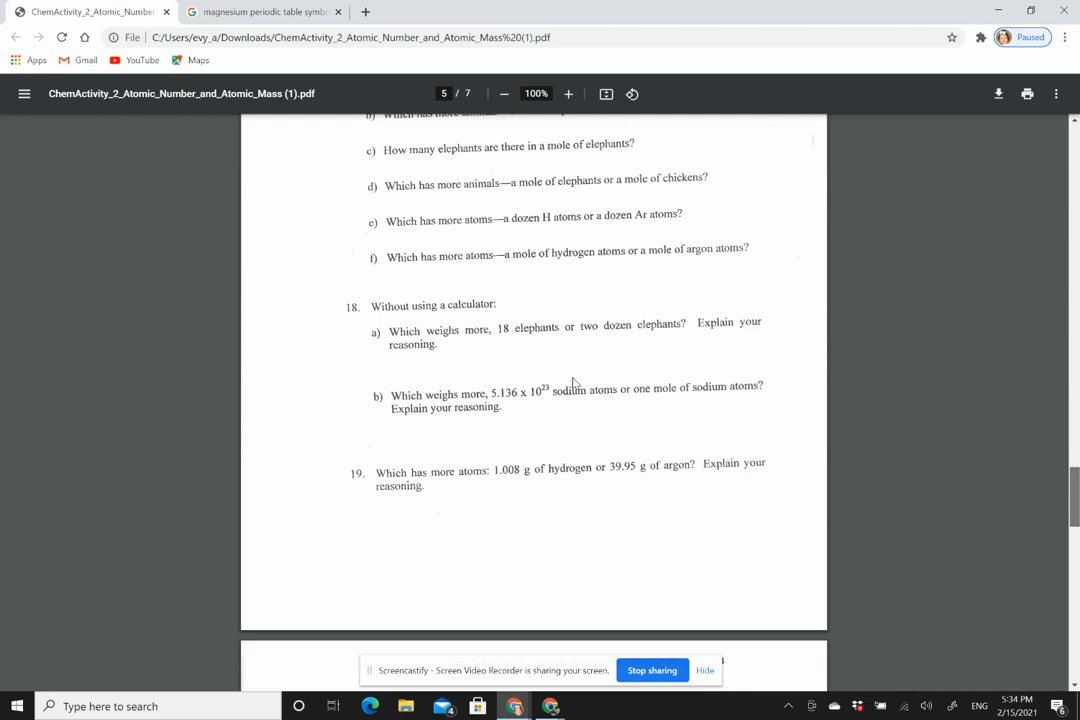 ChemActivity_2_Atomic_Numbe
magnesium periodic table symb
File
C:/Users/evy_a/Downloads/ChemActivity_2_Atomic_Number_and_Atomic_Mass%20(1).pdf
Paused
Apps
Gmail
YouTube
Maps
ChemActivity_2_Atomic_Number_and_Atomic_Mass (1).pdf
5 / 7
100%
b) Which has more animals—a
c) How many elephants are there in a mole of elephants?
d) Which has more animals—a mole of elephants or a mole of chickens?
e) Which has more atoms—a dozen H atoms or a dozen Ar atoms?
f) Which has more atoms—a mole of hydrogen atoms or a mole of argon atoms?
18. Without using a calculator:
a) Which weighs more, 18 elephants or two dozen elephants? Explain your
reasoning.
b) Which weighs more, 5.136 x 10²³ sodium atoms or one mole of sodium atoms?
Explain your reasoning.
19. Which has more atoms: 1.008 g of hydrogen or 39.95 g of argon? Explain your
reasoning.
Screencastify - Screen Video Recorder is sharing your screen.
Stop sharing
Hide
Type here to search
4
ENG
5:34 PM
2/15/2021
6